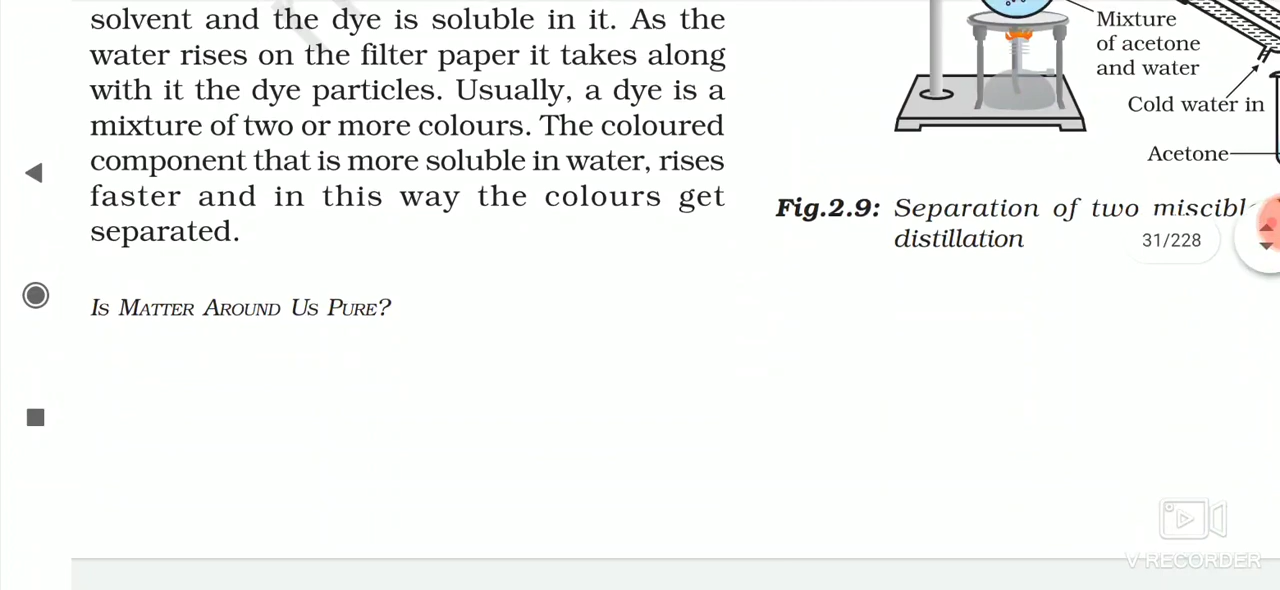 solvent and the dye is soluble in it. As the
water rises on the filter paper it takes along
with it the dye particles. Usually, a dye is a
mixture of two or more colours. The coloured
component that is more soluble in water, rises
faster and in this way the colours get
separated.
IS MATTER AROUND US PURE?
Mixture
of acetone
and water
Cold water in
Acetone
Fig.2.9: Separation of two
distillation
31/228
V RECORDER